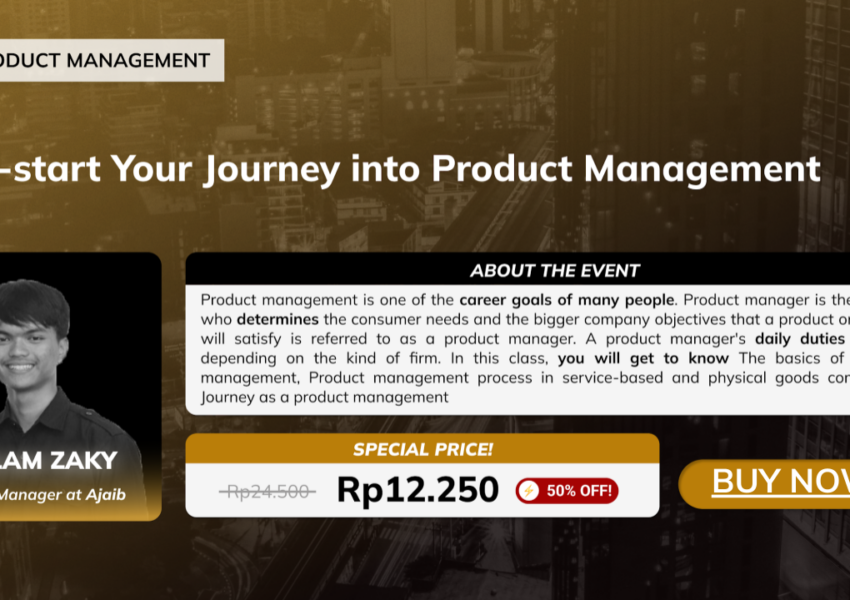 ODUCT MANAGEMENT
-start Your Journey into Product Management
ABOUT THE EVENT
Product management is one of the career goals of many people. Product manager is the
who determines the consumer needs and the bigger company objectives that a product or
will satisfy is referred to as a product manager. A product manager's daily duties
depending on the kind of firm. In this class, you will get to know The basics of
management, Product management process in service-based and physical goods con
Journey as a product management
LAM ZAKY
Manager at Ajaib
SPECIAL PRICE!
Rp24.500
Rp12.250
50% OFF!
BUY NOW